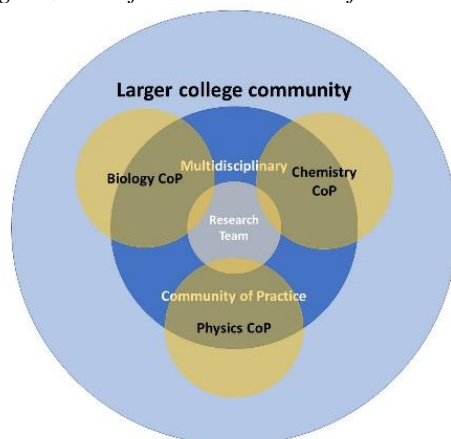 Larger college community
Multidisciplinary
Biology CoP
Chemistry
CoP
Research
Team
Community of Practice
Physics CoP